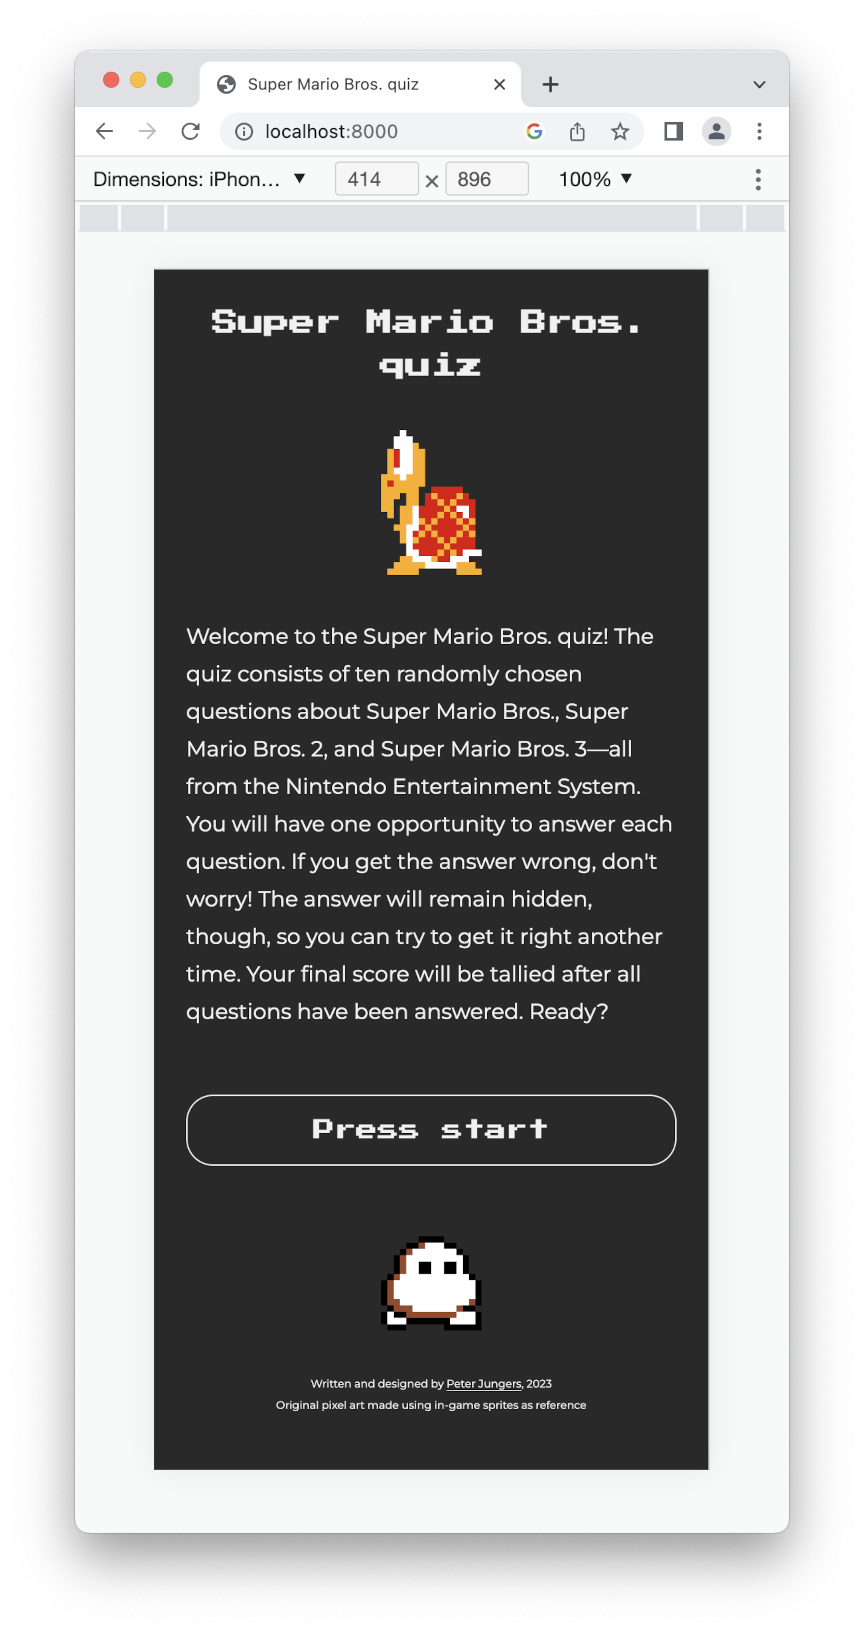 Super Mario Bros. quiz
localhost:8000
Dimensions: iPhon... 414 × 896 100%
Super Mario Bros.
quiz
Welcome to the Super Mario Bros. quiz! The
quiz consists of ten randomly chosen
questions about Super Mario Bros., Super
Mario Bros. 2, and Super Mario Bros. 3—all
from the Nintendo Entertainment System.
You will have one opportunity to answer each
question. If you get the answer wrong, don't
worry! The answer will remain hidden,
though, so you can try to get it right another
time. Your final score will be tallied after all
questions have been answered. Ready?
Press start
Written and designed by Peter Jungers, 2023
Original pixel art made using in-game sprites as reference